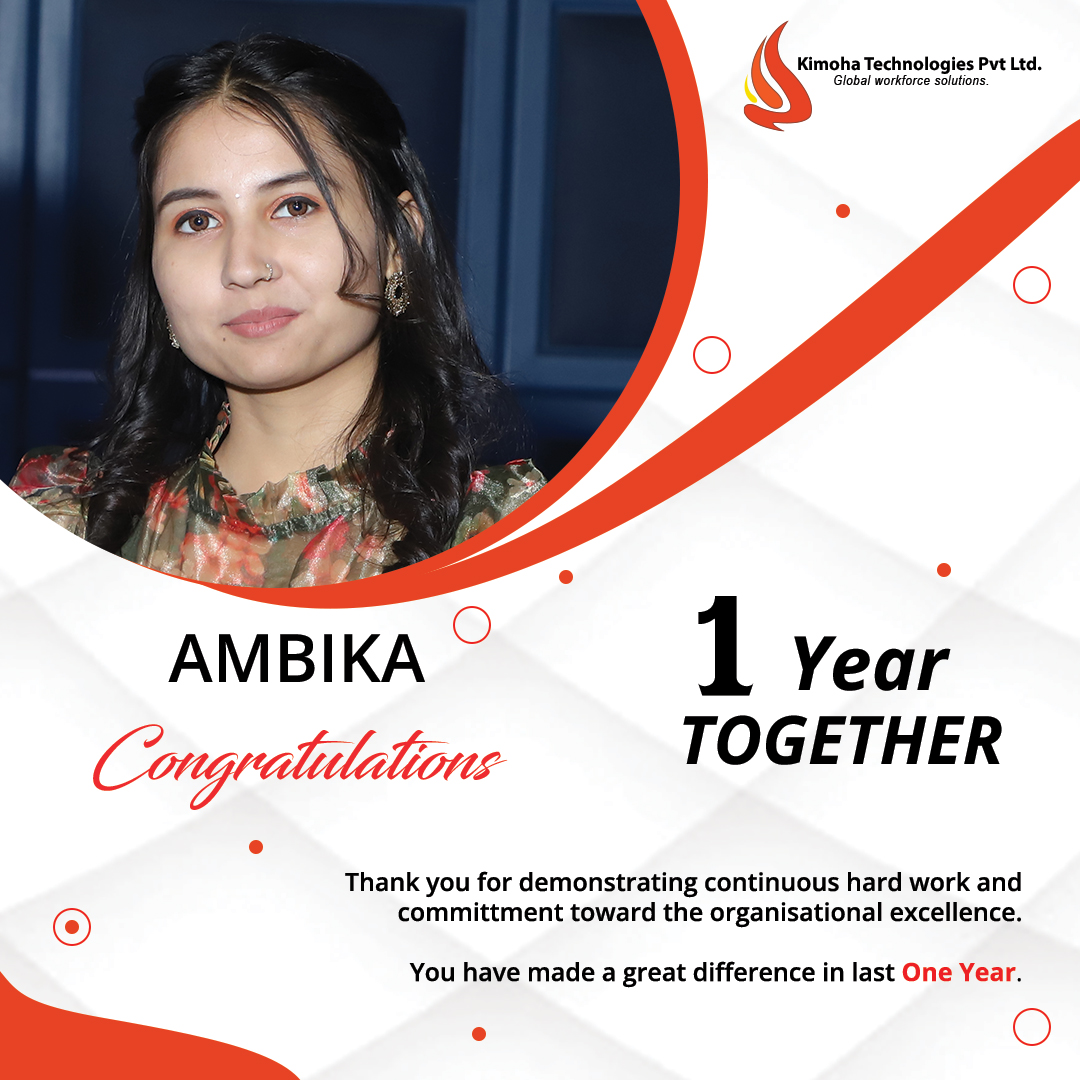 Kimoha Technologies Pvt Ltd.
Global workforce solutions.
AMBIKA
Congratulations
1 Year
TOGETHER
Thank you for demonstrating continuous hard work and
committment toward the organisational excellence.
You have made a great difference in last One Year.